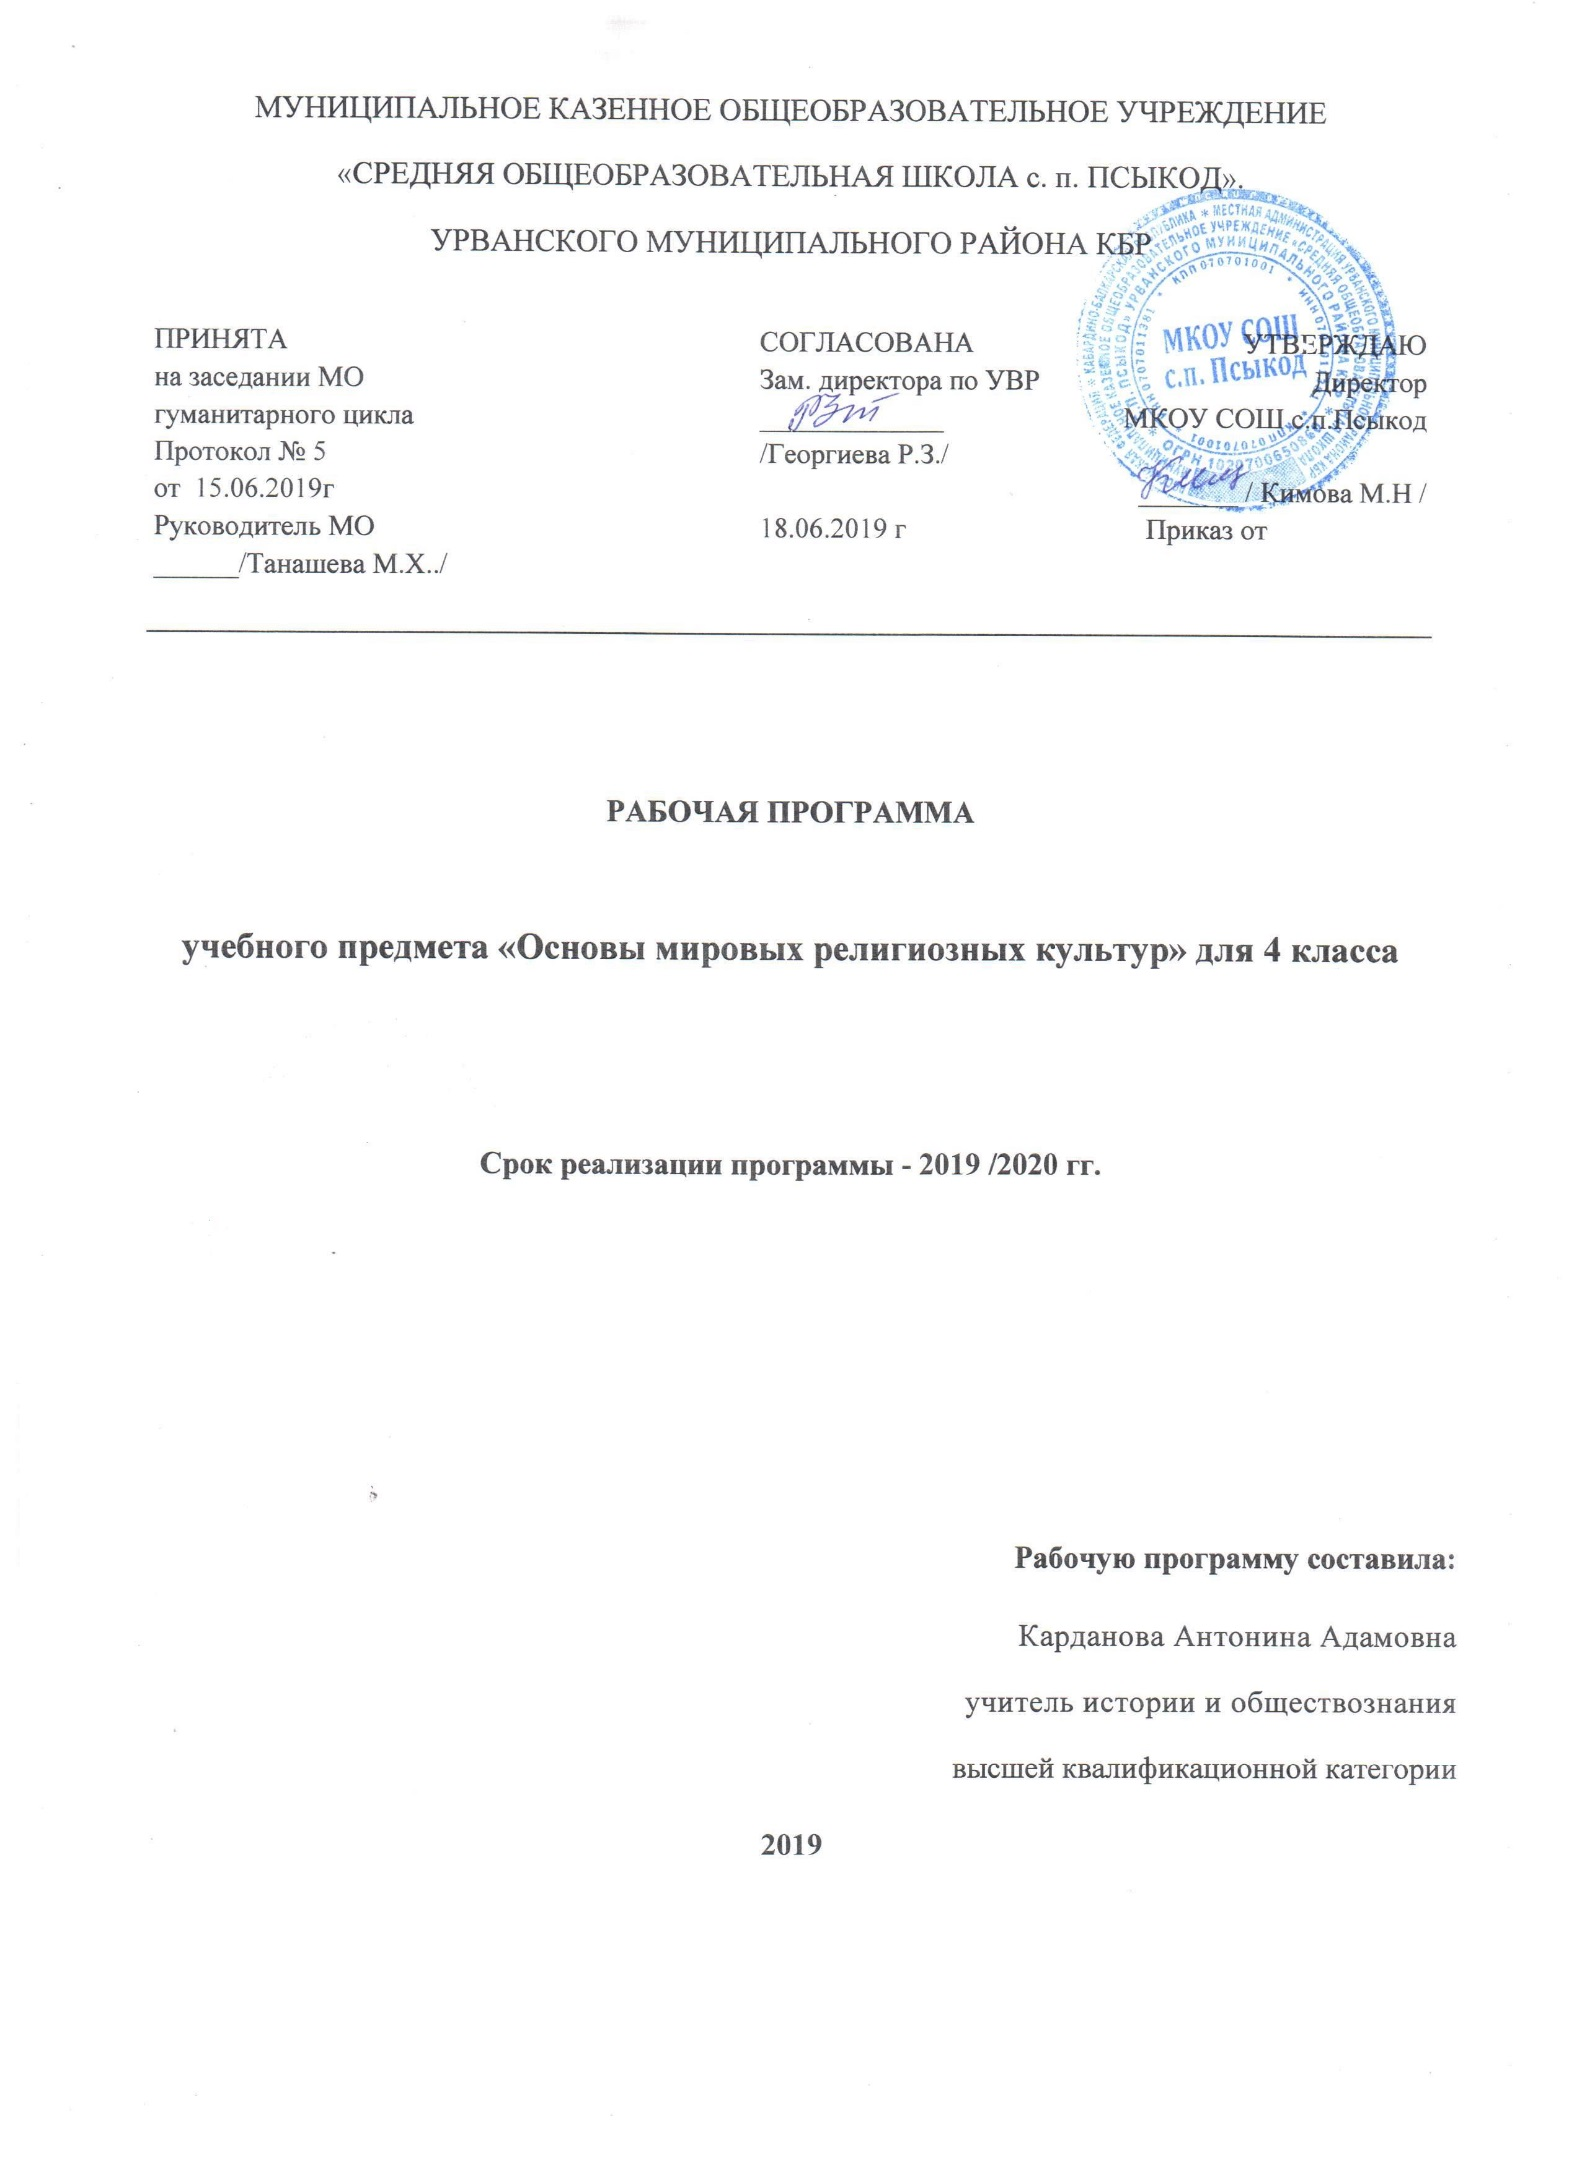 МУНИЦИПАЛЬНОЕ КАЗЕННОЕ ОБЩЕОБРАЗОВАТЕЛЬНОЕ УЧРЕЖДЕНИЕ
«СРЕДНЯЯ ОБЩЕОБРАЗОВАТЕЛЬНАЯ ШКОЛА с. п. ПСЫКОД».
УРВАНСКОГО МУНИЦИПАЛЬНОГО РАЙОНА КБР
ПРИНЯТА
на заседании МО
гуманитарного цикла
Протокол № 5
от 15.06.2019г
Руководитель МО
______/Танашева М.Х../
СОГЛАСОВАНА
Зам. директора по УВР
_____________
/Георгиева Р.З./
18.06.2019 г
УТВЕРЖДАЮ
Директор
МКОУ СОШ с.п.Псыкод
_______/ Кимова М.Н /
Приказ от
МКОУ СОШ
с.п. Псыкод
КПП 070701001
РАБОЧАЯ ПРОГРАММА
учебного предмета «Основы мировых религиозных культур» для 4 класса
Срок реализации программы - 2019 /2020 гг.
Рабочую программу составила:
Карданова Антонина Адамовна
учитель истории и обществознания
высшей квалификационной категории
2019